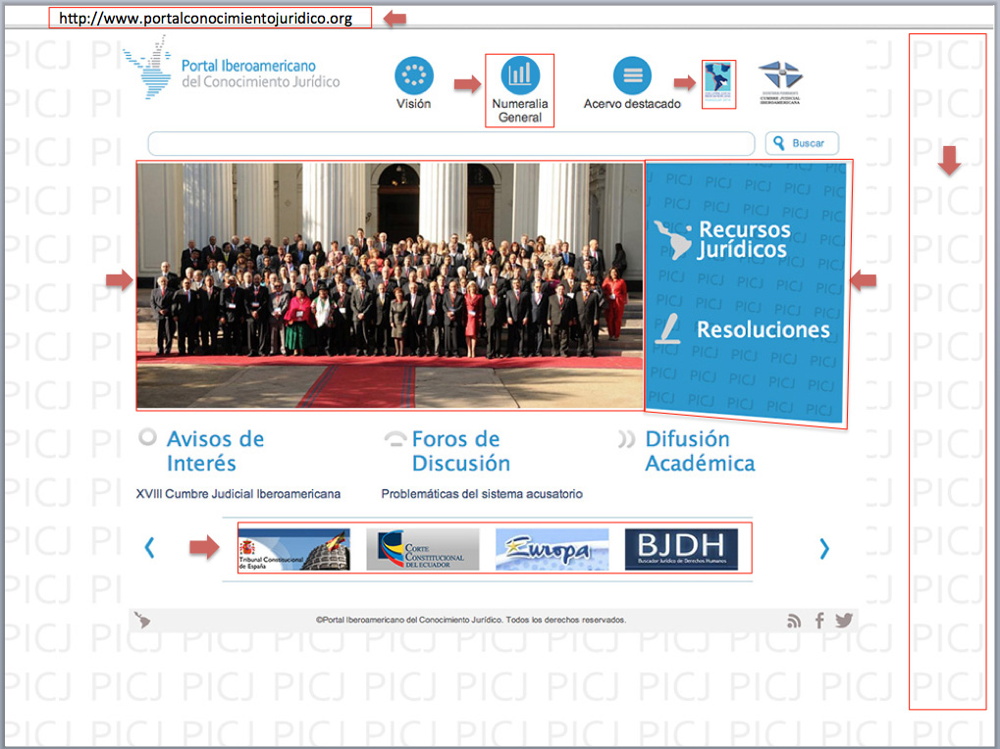 http://www.portalconocimientojuridico.org
Portal Iberoamericano
del Conocimiento Jurídico
Visión
Numeralia
General
Acervo destacado
CUMBRE JUDICIAL
IBEROAMERICANA
Buscar
Recursos
Jurídicos
Resoluciones
PICJ
Avisos de
Interés
Foros de
Discusión
Difusión
Académica
XVIII Cumbre Judicial Iberoamericana
Problemáticas del sistema acusatorio
Tribunal Constitucional
de España
CORTE
CONSTITUCIONAL
DEL ECUADOR
Europa
BJDH
Buscador Jurídico de Derechos Humanos
©Portal Iberoamericano del Conocimiento Jurídico. Todos los derechos reservados.